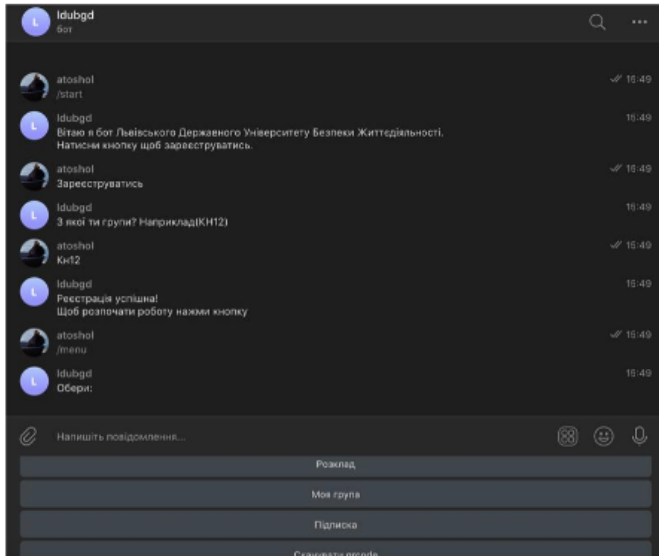 L
ldubgd
бот
atoshol
/start
16:49
L
ldubgd
Вітаю я бот Львівського Державного Університету Безпеки Життєдіяльності.
Натисни кнопку щоб зареєструватись.
16:49
atoshol
Зареєструватись
16:49
L
ldubgd
З якої ти групи? Наприклад(КН12)
16:49
atoshol
Кн12
16:49
L
ldubgd
Реєстрація успішна!
Щоб розпочати роботу нажми кнопку
16:49
atoshol
/menu
16:49
L
ldubgd
Обери:
16:49
Напишіть повідомлення...
Розклад
Моя група
Підписка
Сканувати qrcode